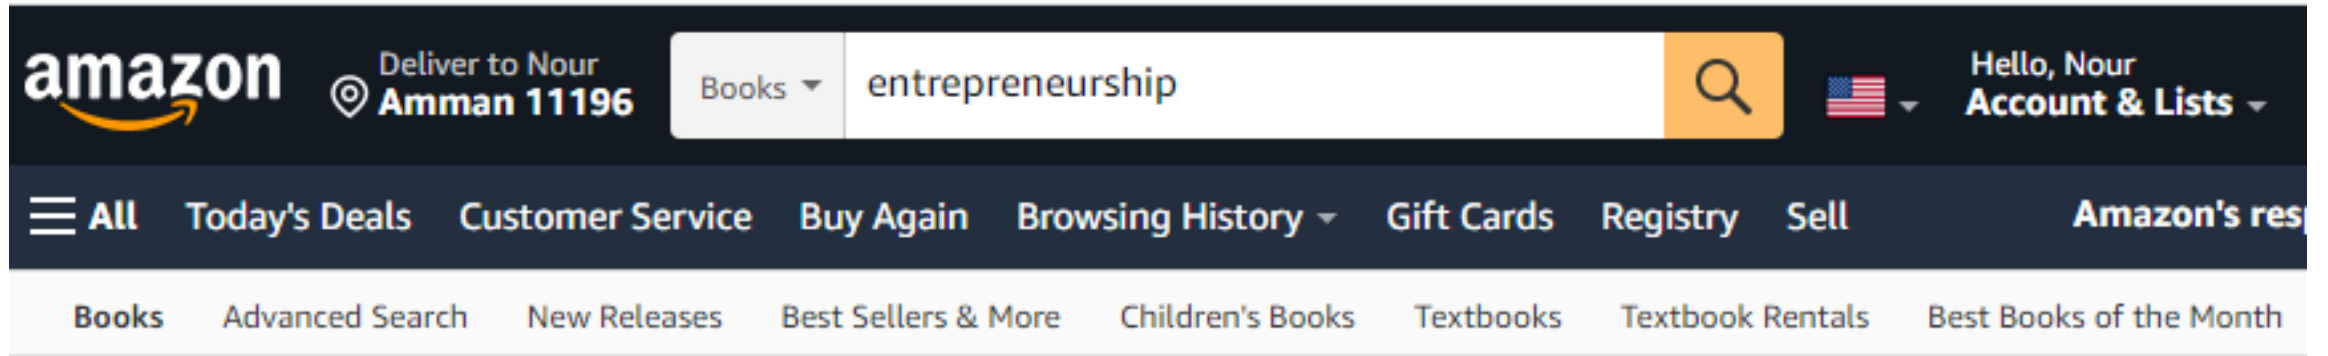 amazon
Deliver to Nour
Amman 11196
Books
entrepreneurship
Hello, Nour
Account & Lists
All Today's Deals Customer Service Buy Again Browsing History Gift Cards Registry Sell Amazon's
Books Advanced Search New Releases Best Sellers & More Children's Books Textbooks Textbook Rentals Best Books of the Month